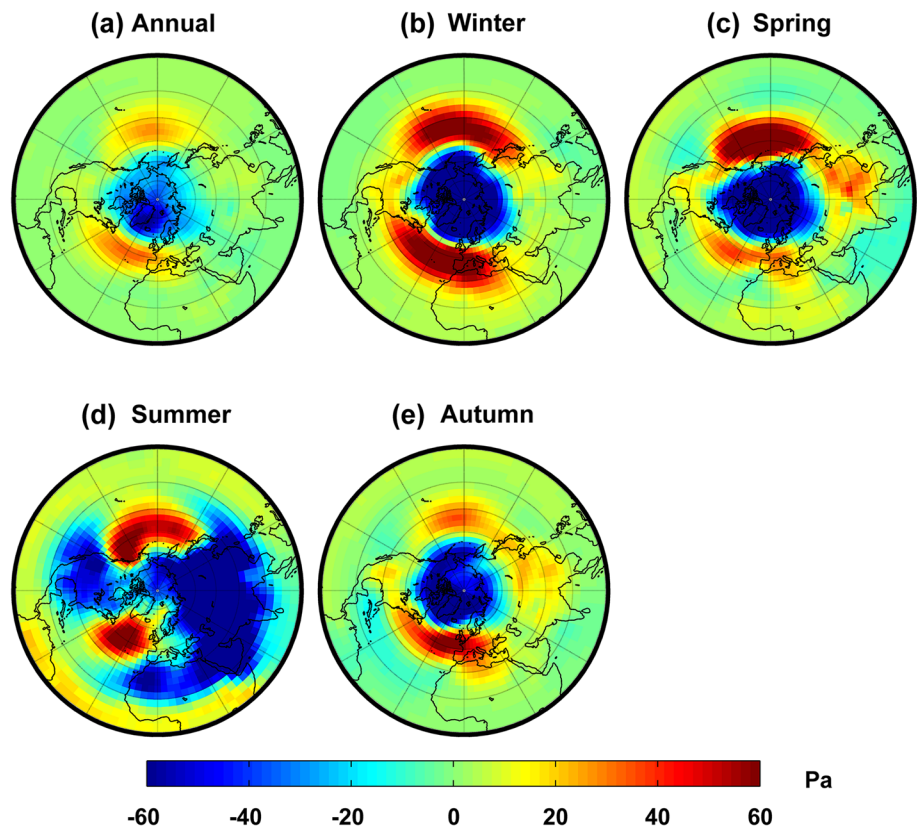 (a) Annual
(b) Winter
(c) Spring
(d) Summer
(e) Autumn
Pa
-60 -40 -20 0 20 40 60